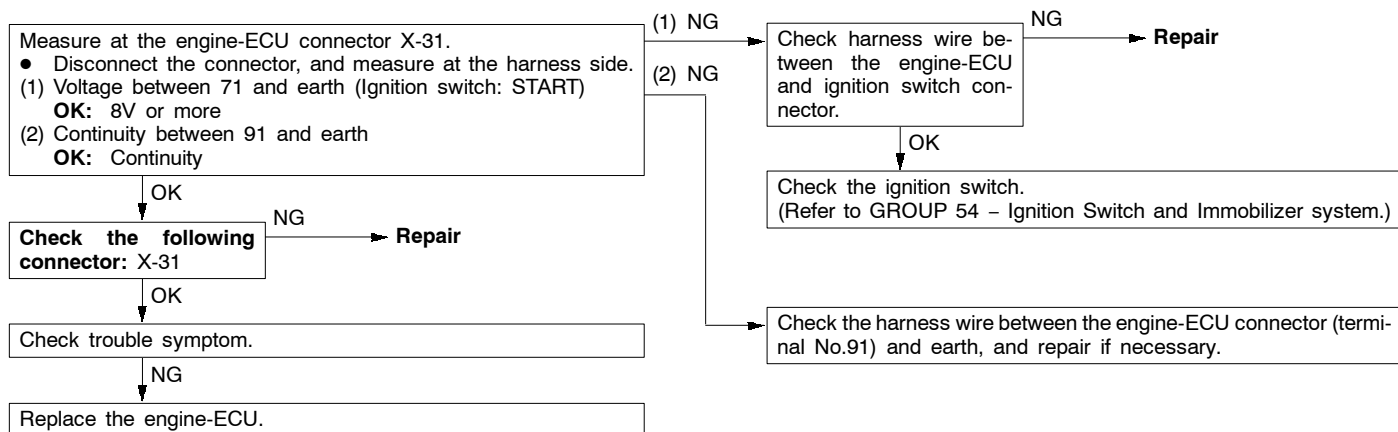 Measure at the engine-ECU connector X-31.
● Disconnect the connector, and measure at the harness side.
(1) Voltage between 71 and earth (Ignition switch: START)
OK: 8V or more
(2) Continuity between 91 and earth
OK: Continuity
(1) NG
(2) NG
Check harness wire be-
tween the engine-ECU
and ignition switch con-
nector.
NG
Repair
OK
Check the ignition switch.
(Refer to GROUP 54 – Ignition Switch and Immobilizer system.)
OK
Check the following
connector: X-31
NG
Repair
OK
Check trouble symptom.
NG
Replace the engine-ECU.
Check the harness wire between the engine-ECU connector (termi-
nal No.91) and earth, and repair if necessary.